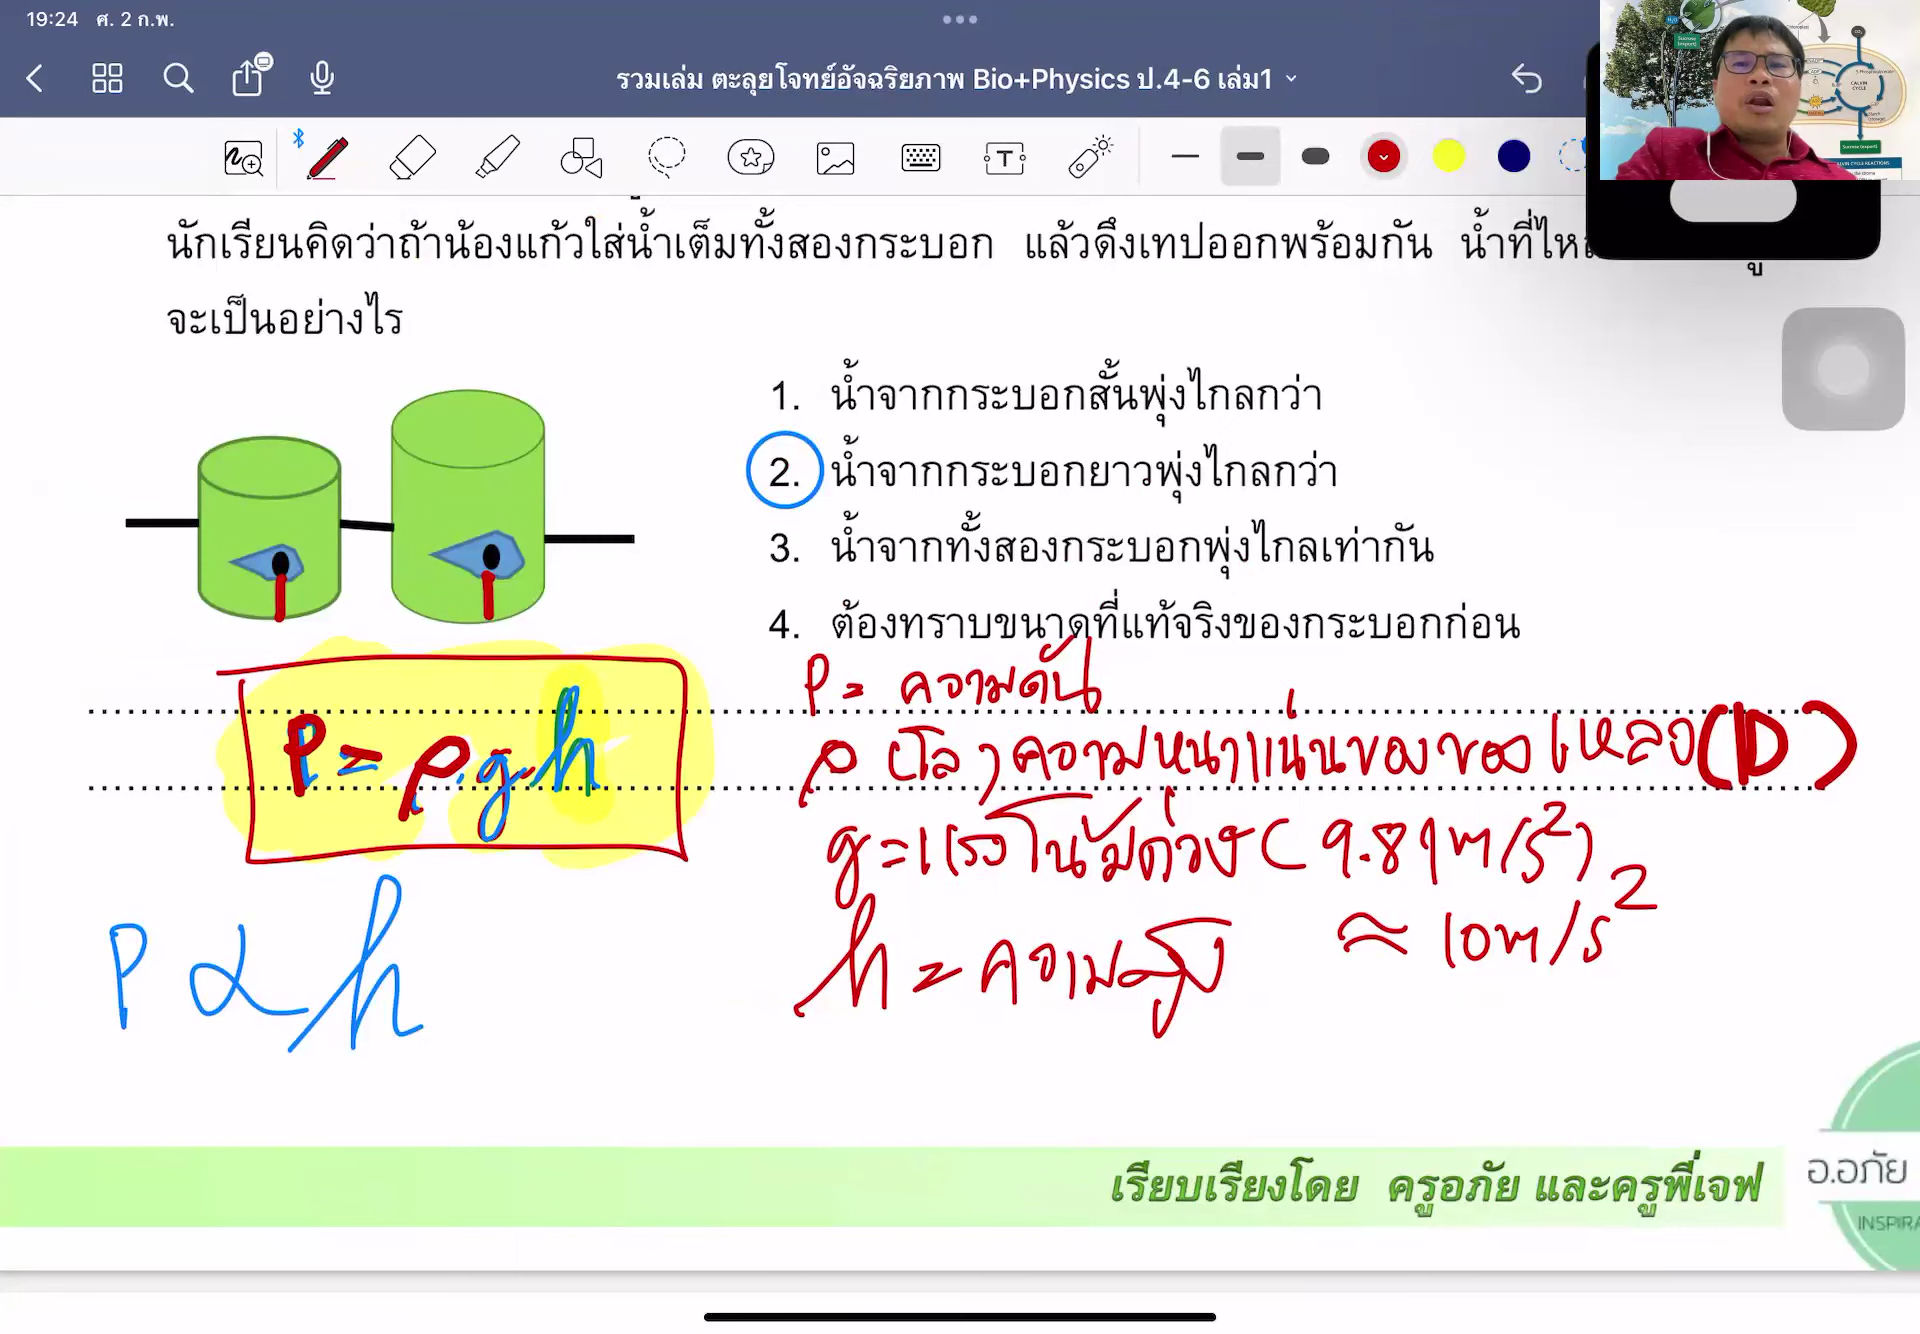 19:24 ศ. 2 ก.พ.
รวมเล่ม ตะลุยโจทย์อัจฉริยภาพ Bio+Physics ป.4-6 เล่ม1
นักเรียนคิดว่าถ้าน้องแก้วใส่น้ำเต็มทั้งสองกระบอก แล้วดึงเทปออกพร้อมกัน น้ำที่
จะเป็นอย่างไร
1. น้ำจากกระบอกสั้นพุ่งไกลกว่า
2. น้ำจากกระบอกยาวพุ่งไกลกว่า
3. น้ำจากทั้งสองกระบอกพุ่งไกลเท่ากัน
4. ต้องทราบขนาดที่แท้จริงของกระบอกก่อน
P = ความดัน
P = ρ.g.h
ρ (โล) ความหนาแน่นของของเหลว (D)
g = แรงโน้มถ่วง (9.81m/s²)
≈ 10m/s²
h = ความสูง
P ∝ h
เรียบเรียงโดย ครูอภัย และครูพี่เจฟ
อ.อภัย
CALVIN CYCLE